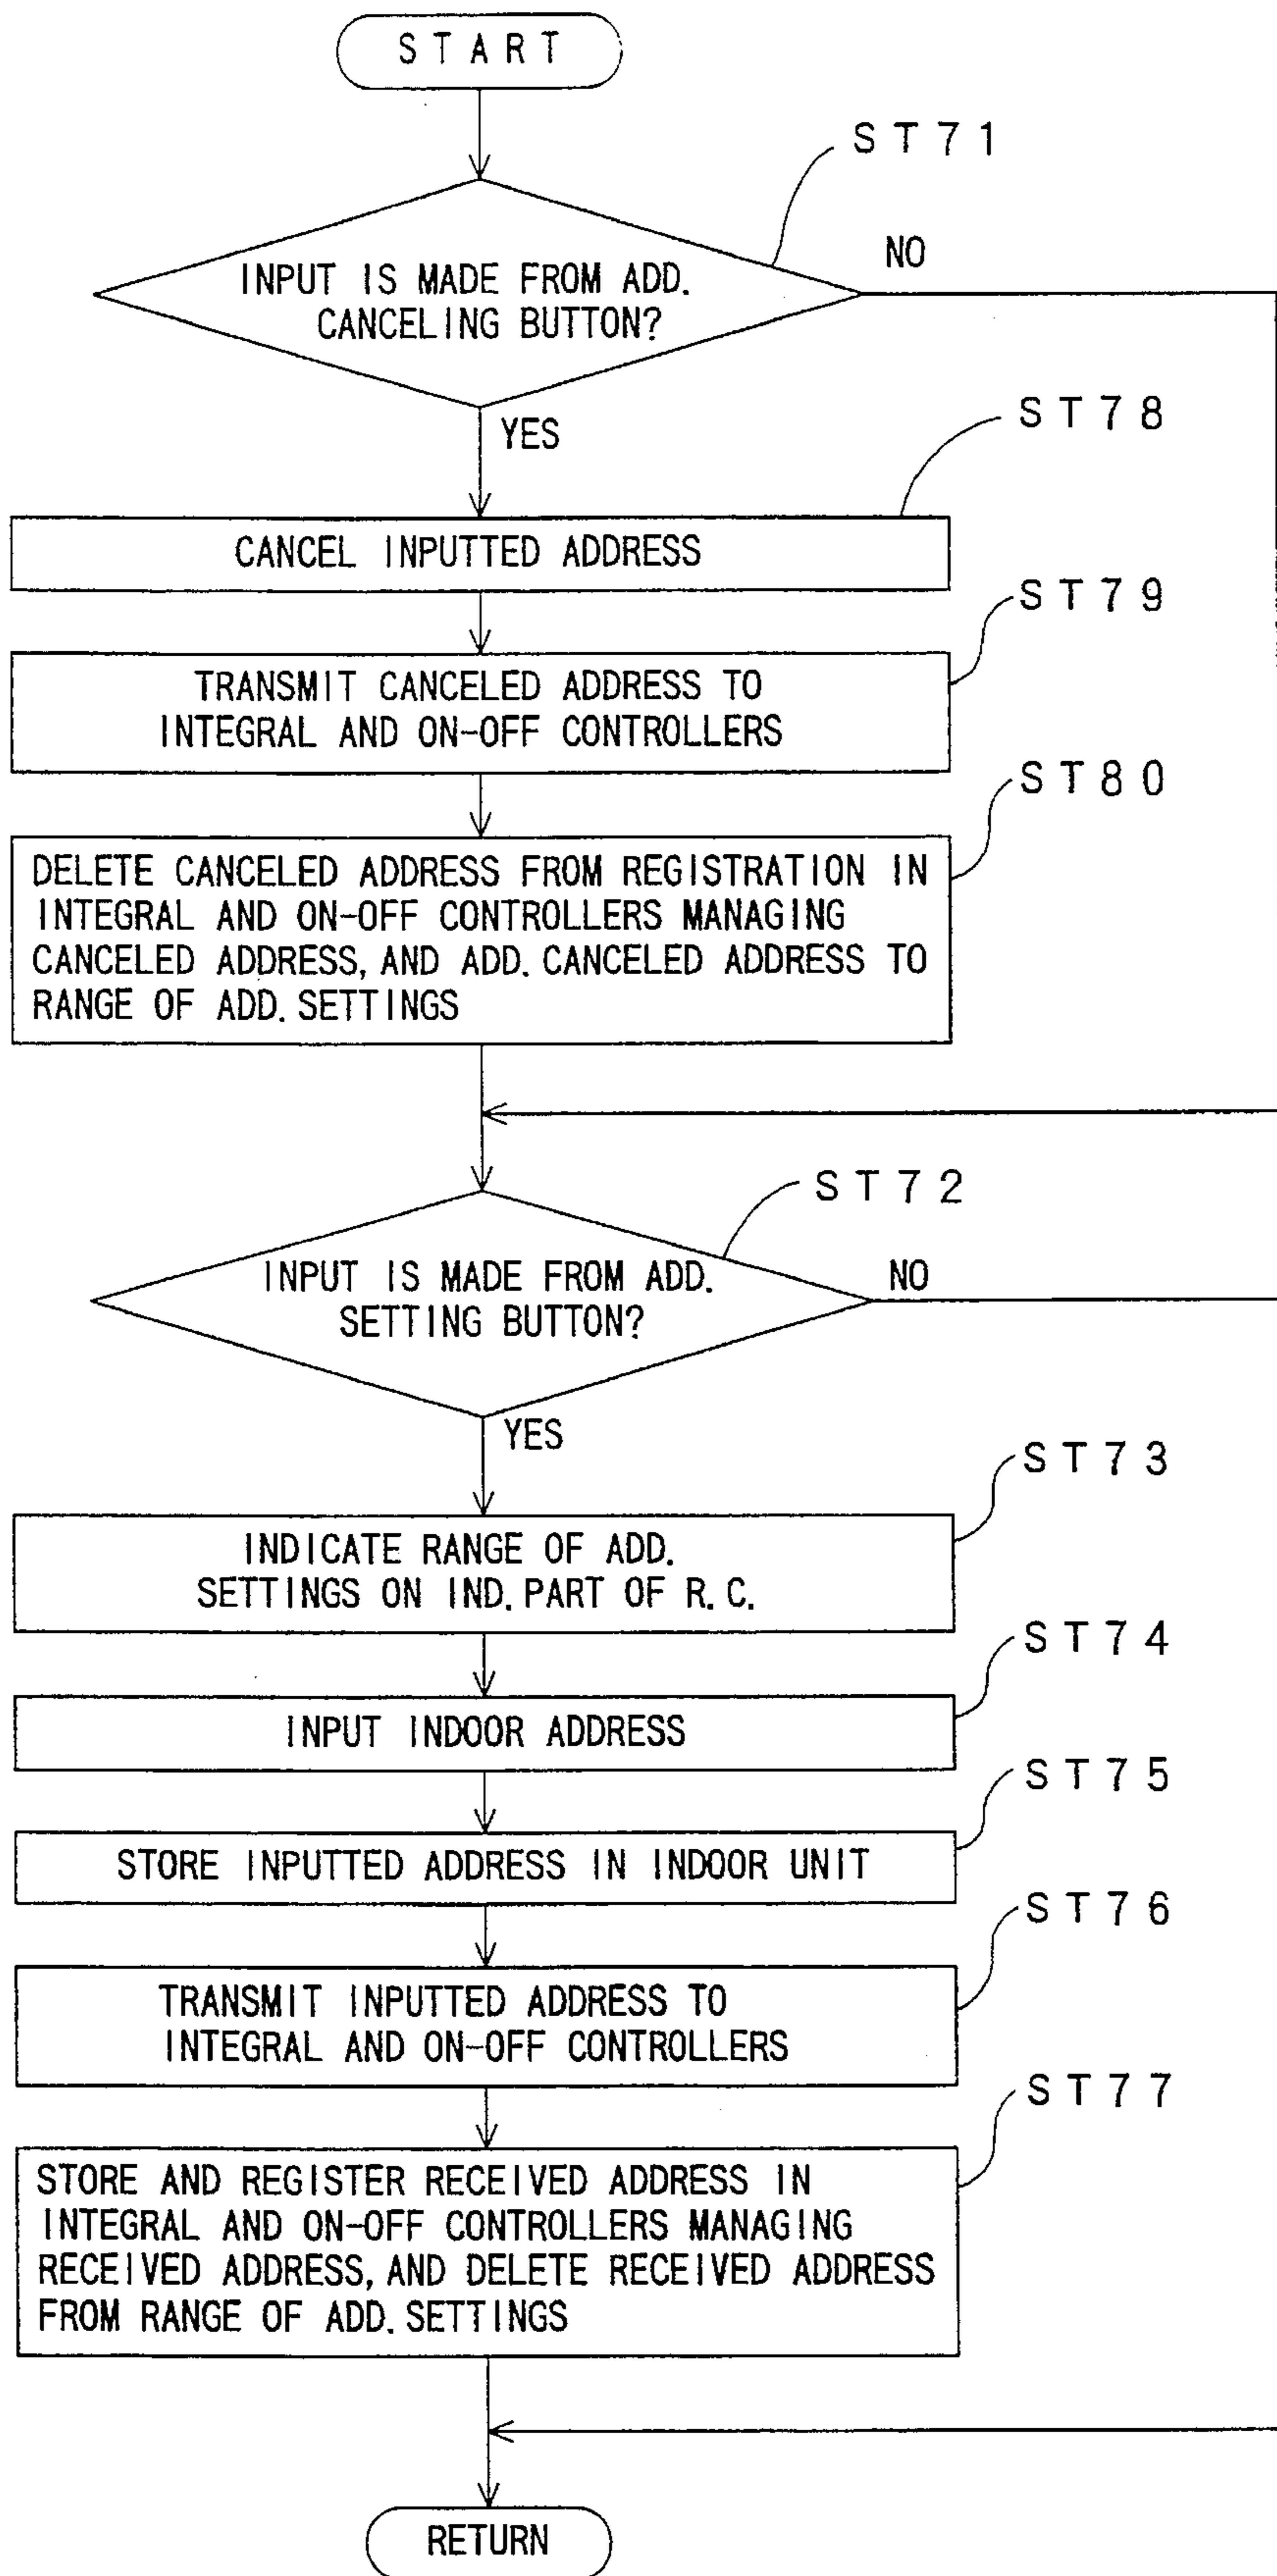 START
ST71
INPUT IS MADE FROM ADD.
CANCELING BUTTON?
NO
YES
ST78
CANCEL INPUTTED ADDRESS
ST79
TRANSMIT CANCELED ADDRESS TO
INTEGRAL AND ON-OFF CONTROLLERS
ST80
DELETE CANCELED ADDRESS FROM REGISTRATION IN
INTEGRAL AND ON-OFF CONTROLLERS MANAGING
CANCELED ADDRESS, AND ADD. CANCELED ADDRESS TO
RANGE OF ADD. SETTINGS
ST72
INPUT IS MADE FROM ADD.
SETTING BUTTON?
NO
YES
ST73
INDICATE RANGE OF ADD.
SETTINGS ON IND. PART OF R. C.
ST74
INPUT INDOOR ADDRESS
ST75
STORE INPUTTED ADDRESS IN INDOOR UNIT
ST76
TRANSMIT INPUTTED ADDRESS TO
INTEGRAL AND ON-OFF CONTROLLERS
ST77
STORE AND REGISTER RECEIVED ADDRESS IN
INTEGRAL AND ON-OFF CONTROLLERS MANAGING
RECEIVED ADDRESS, AND DELETE RECEIVED ADDRESS
FROM RANGE OF ADD. SETTINGS
RETURN